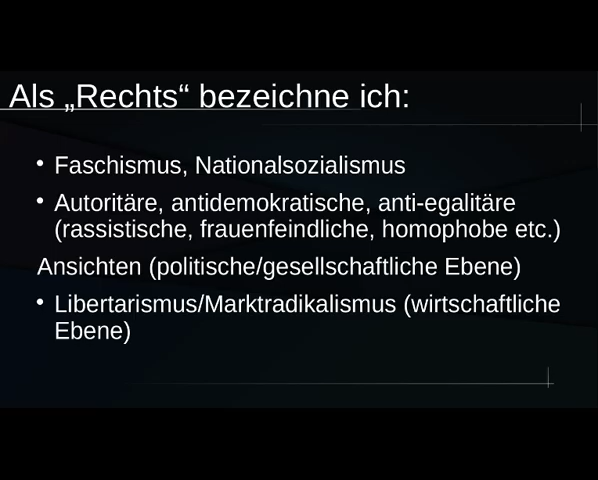 Als „Rechts“ bezeichne ich:
• Faschismus, Nationalsozialismus
• Autoritäre, antidemokratische, anti-egalitäre
(rassistische, frauenfeindliche, homophobe etc.)
Ansichten (politische/gesellschaftliche Ebene)
• Libertarismus/Marktradikalismus (wirtschaftliche
Ebene)